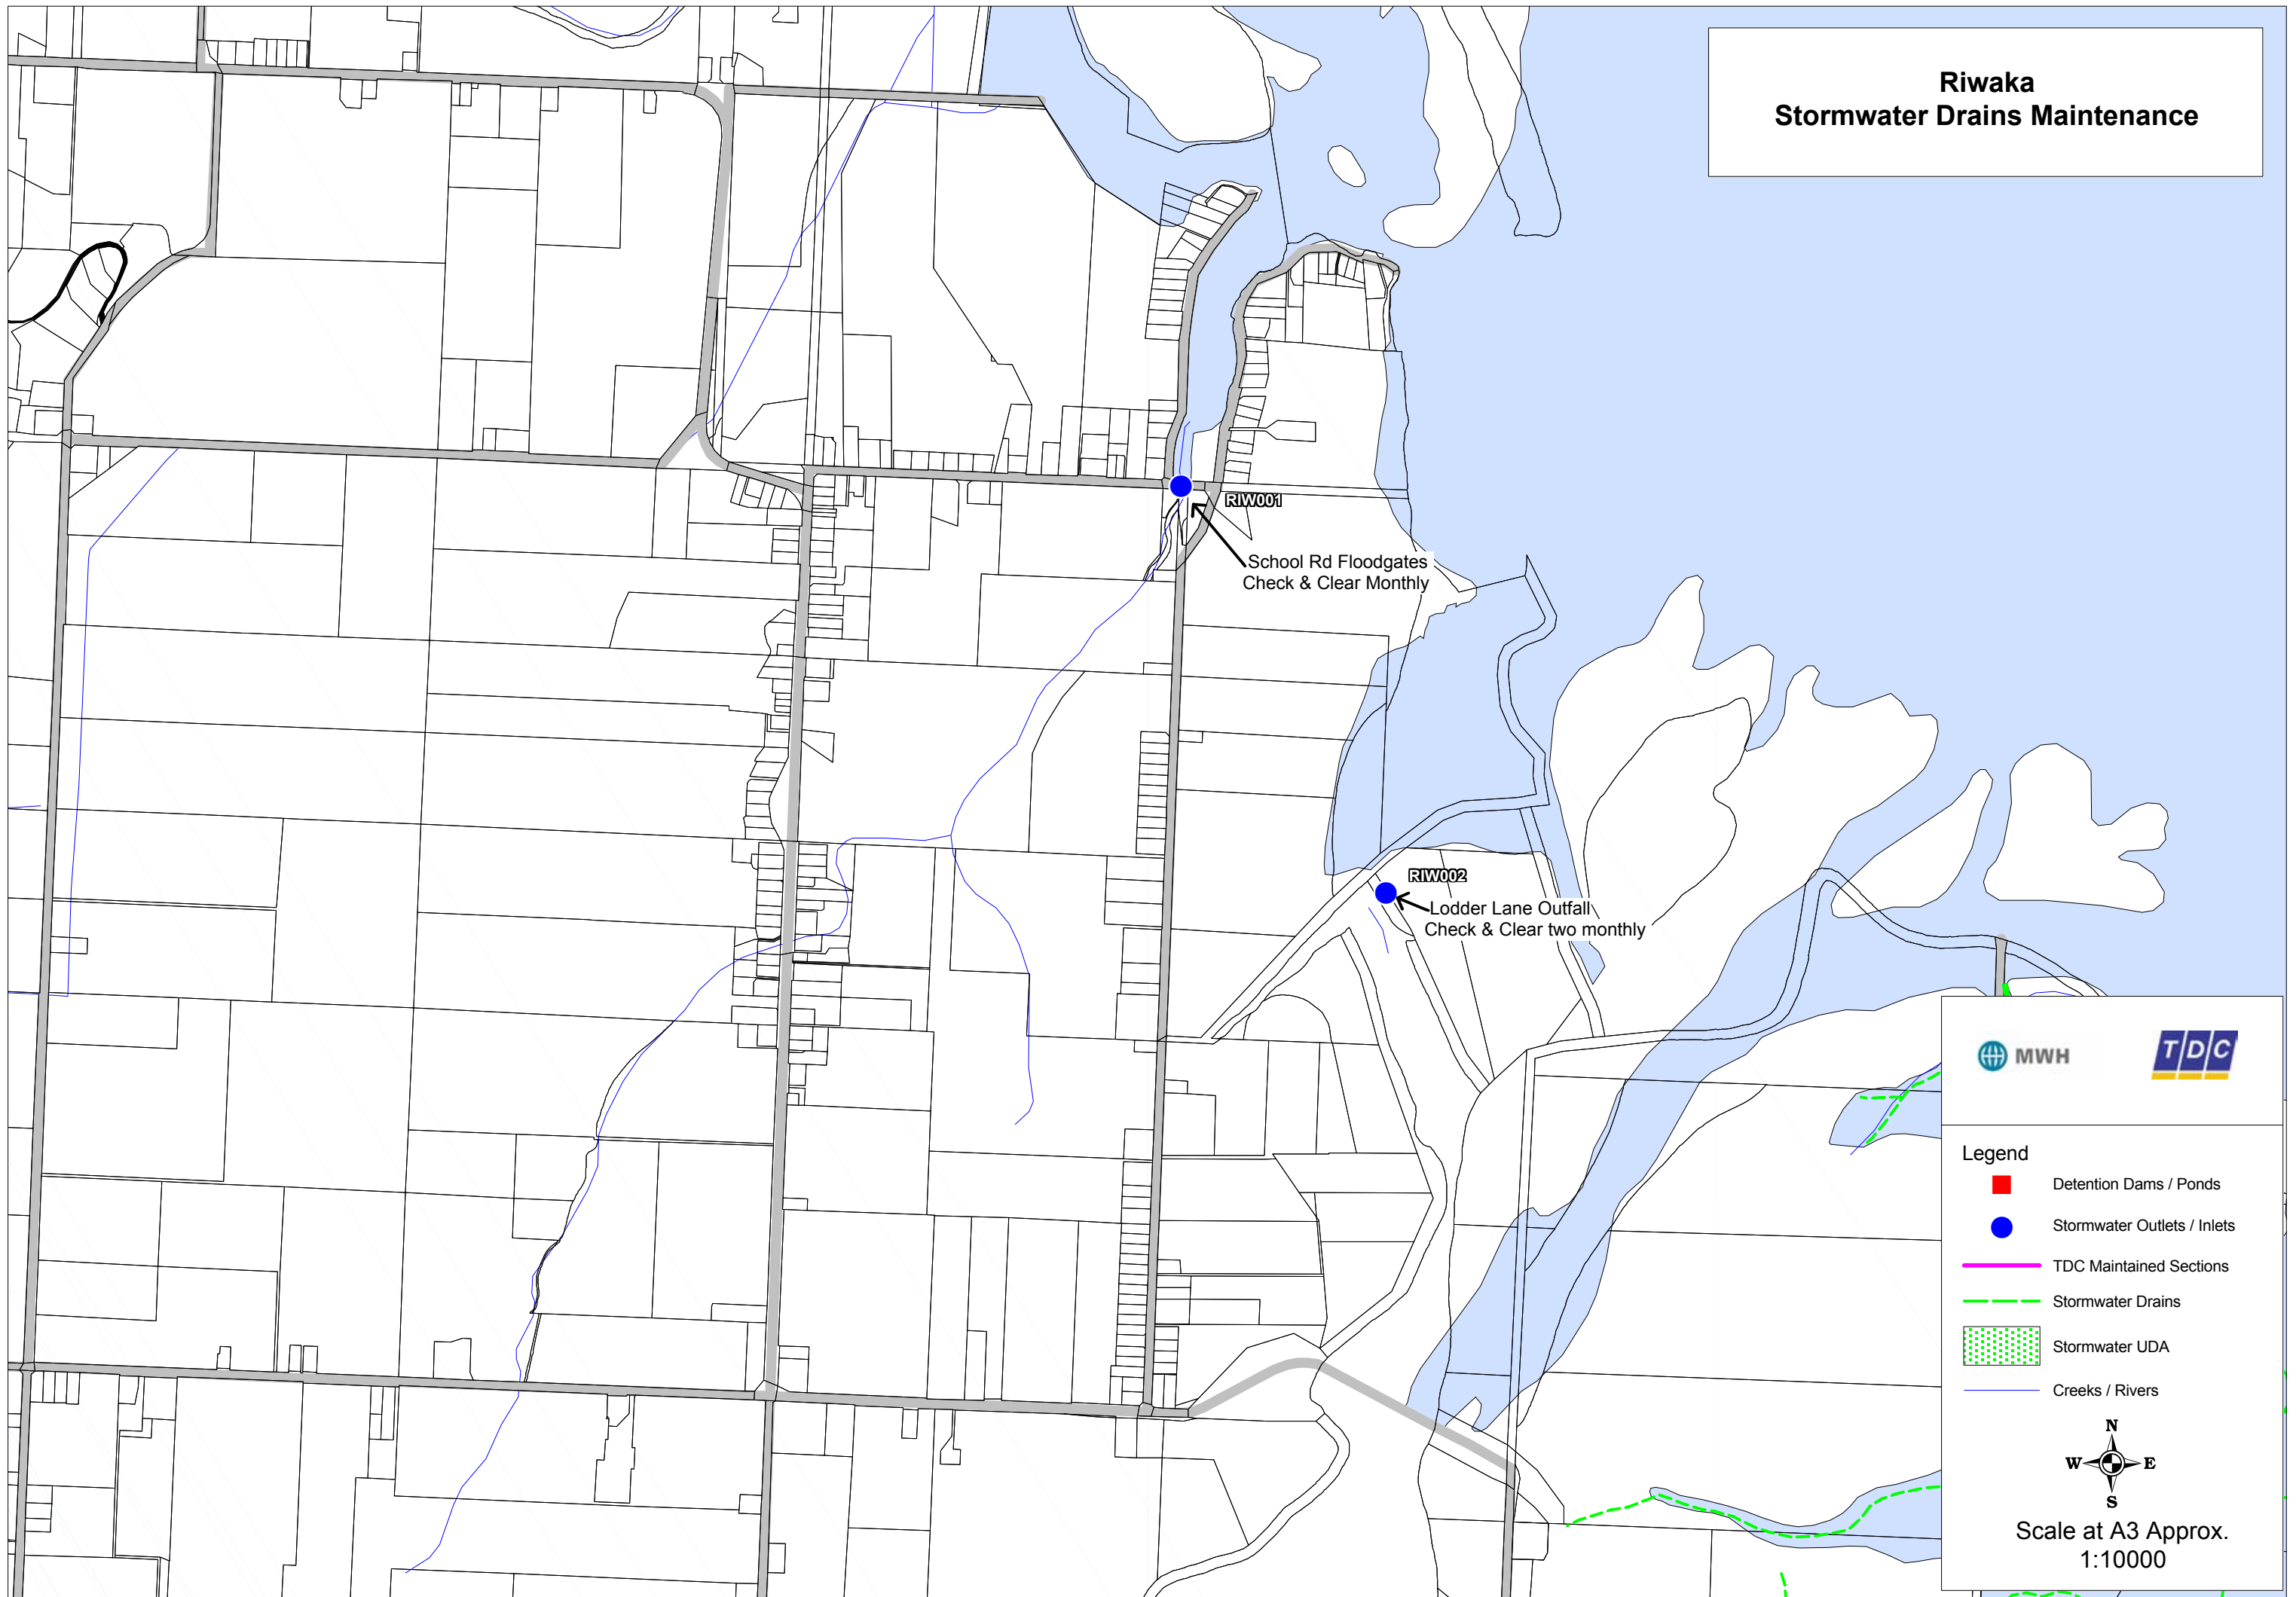 Riwaka
Stormwater Drains Maintenance
RIW001
School Rd Floodgates
Check & Clear Monthly
RIW002
Lodder Lane Outfall
Check & Clear two monthly
MWH
TDC
Legend
Detention Dams / Ponds
Stormwater Outlets / Inlets
TDC Maintained Sections
Stormwater Drains
Stormwater UDA
Creeks / Rivers
N
W E
S
Scale at A3 Approx.
1:10000